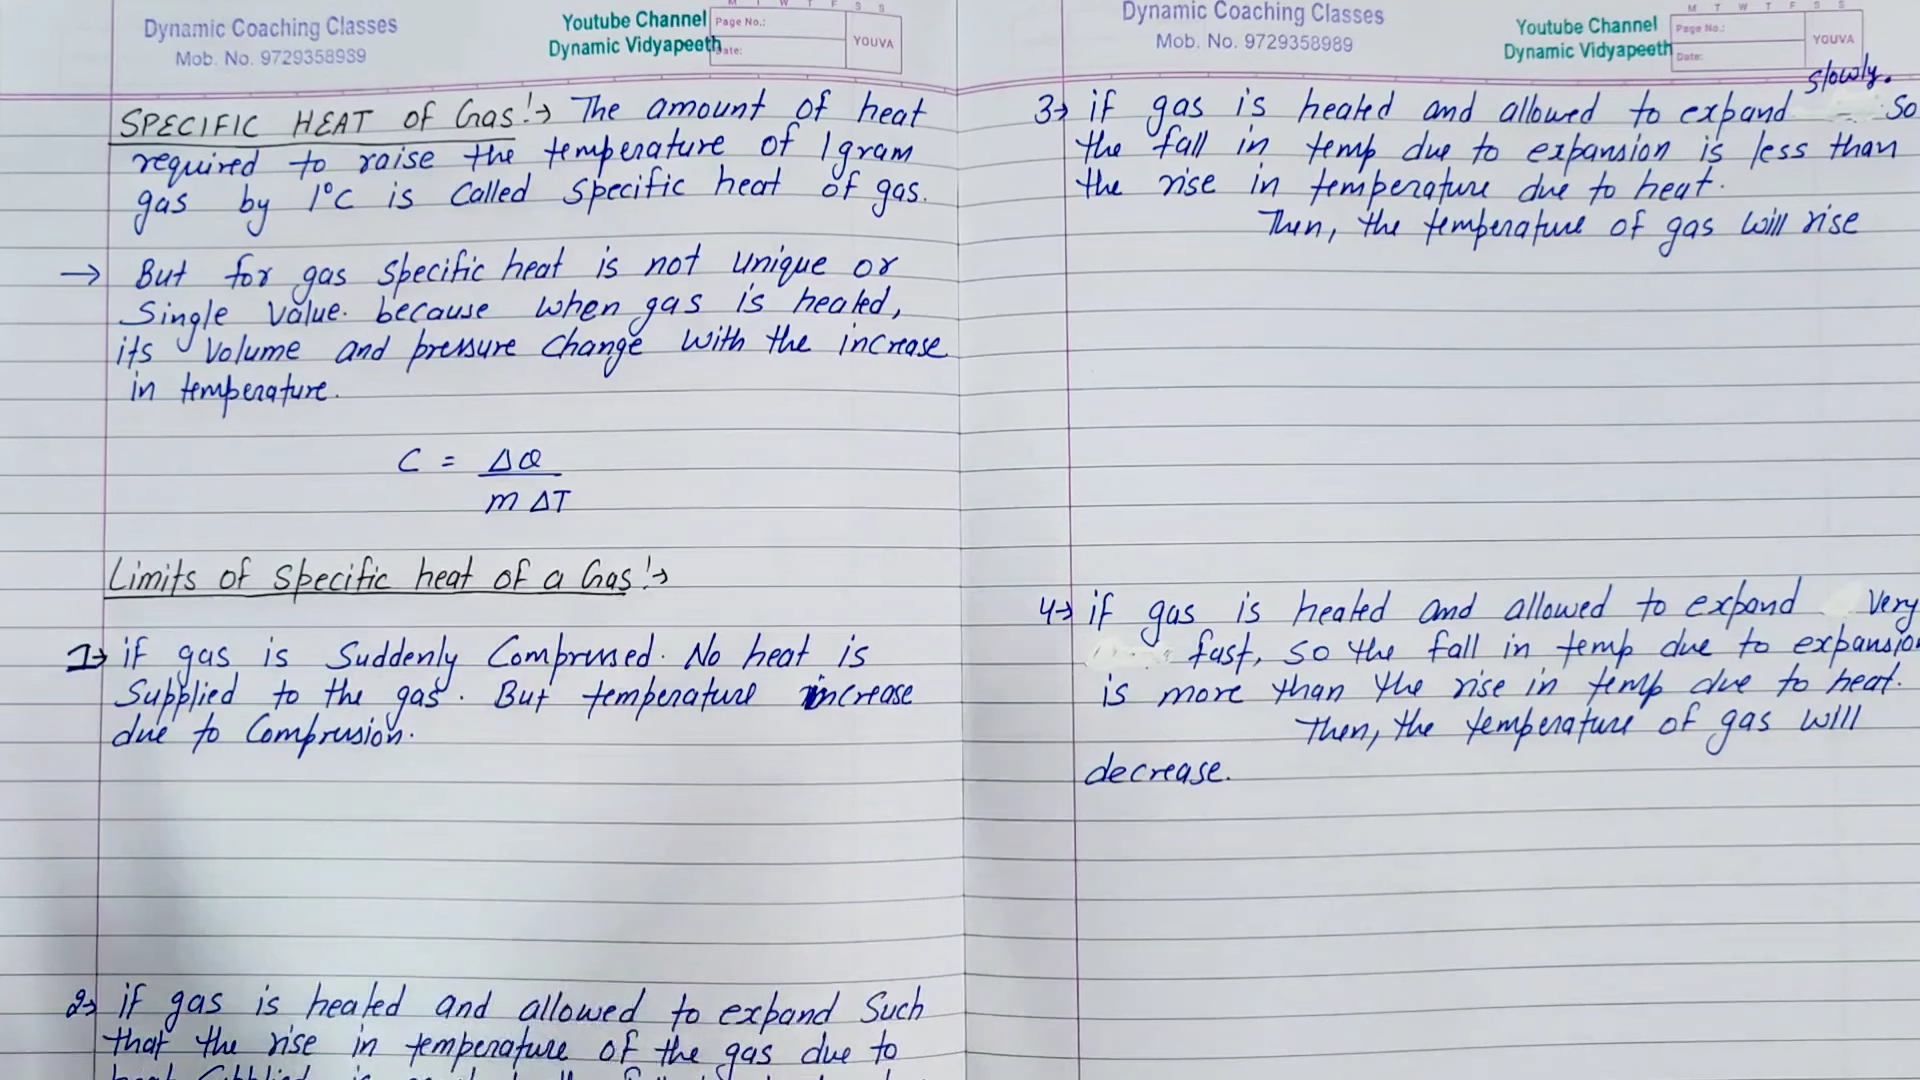 Dynamic Coaching Classes
Mob. No. 9729358989
Youtube Channel
Dynamic Vidyapeeth
Page No.:
Date:
YOUVA
SPECIFIC HEAT of Gas:→ The amount of heat
required to raise the temperature of 1gram
gas by 1°C is Called Specific heat of gas.
→ But for gas Specific heat is not unique or
Single Value. because when gas is heated,
its Volume and pressure Change With the increase
in temperature.
C = ΔQ
m ΔT
Limits of Specific heat of a Gas:→
1→ if gas is Suddenly Compressed. No heat is
Supplied to the gas. But temperature increase
due to Compression.
2→ if gas is heated and allowed to expand Such
that the rise in temperature of the gas due to
Dynamic Coaching Classes
Mob. No. 9729358989
Youtube Channel
Dynamic Vidyapeeth
M T W T F S S
Page No.:
Date:
YOUVA
slowly.
3→ if gas is heated and allowed to expand So
the fall in temp due to expansion is less than
the rise in temperature due to heat.
Then, the temperature of gas will rise
4→ if gas is heated and allowed to expand Very
fast, so the fall in temp due to expansion
is more than the rise in temp due to heat.
Then, the temperature of gas will
decrease.